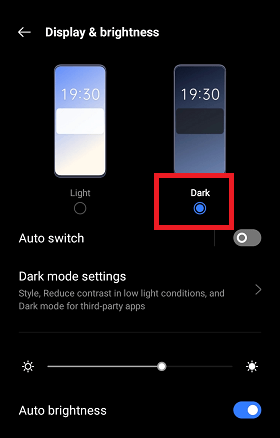 Display & brightness
19:30
19:30
Light
Dark
Auto switch
Dark mode settings
Style, Reduce contrast in low light conditions, and
Dark mode for third-party apps
Auto brightness